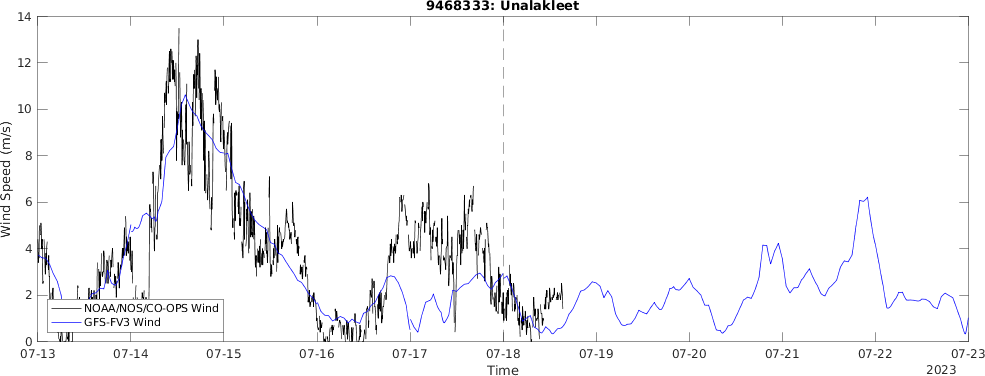 9468333: Unalakleet
Wind Speed (m/s)
14
12
10
8
6
4
2
0
NOAA/NOS/CO-OPS Wind
GFS-FV3 Wind
07-13 07-14 07-15 07-16 07-17 07-18 07-19 07-20 07-21 07-22 07-23
Time
2023